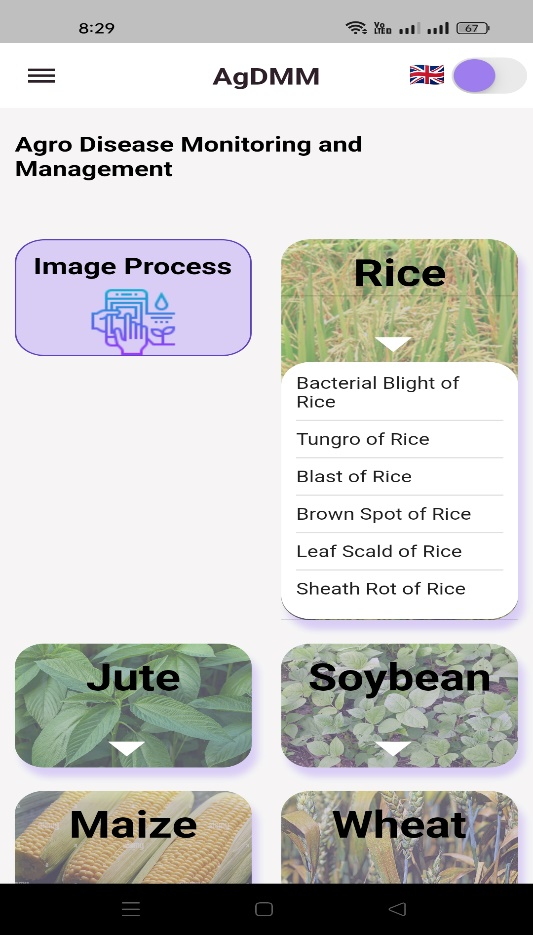 8:29
Vo
LTED
67
AgDMM
Agro Disease Monitoring and
Management
Image Process
Rice
Bacterial Blight of
Rice
Tungro of Rice
Blast of Rice
Brown Spot of Rice
Leaf Scald of Rice
Sheath Rot of Rice
Jute
Soybean
Maize
Wheat